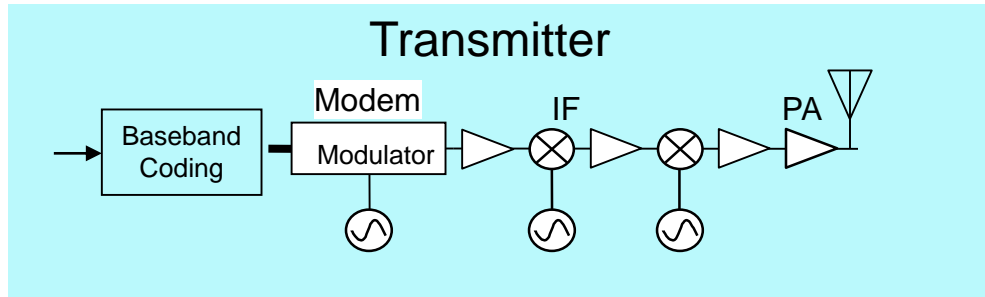 Transmitter
Modem
IF
PA
Baseband
Coding
Modulator